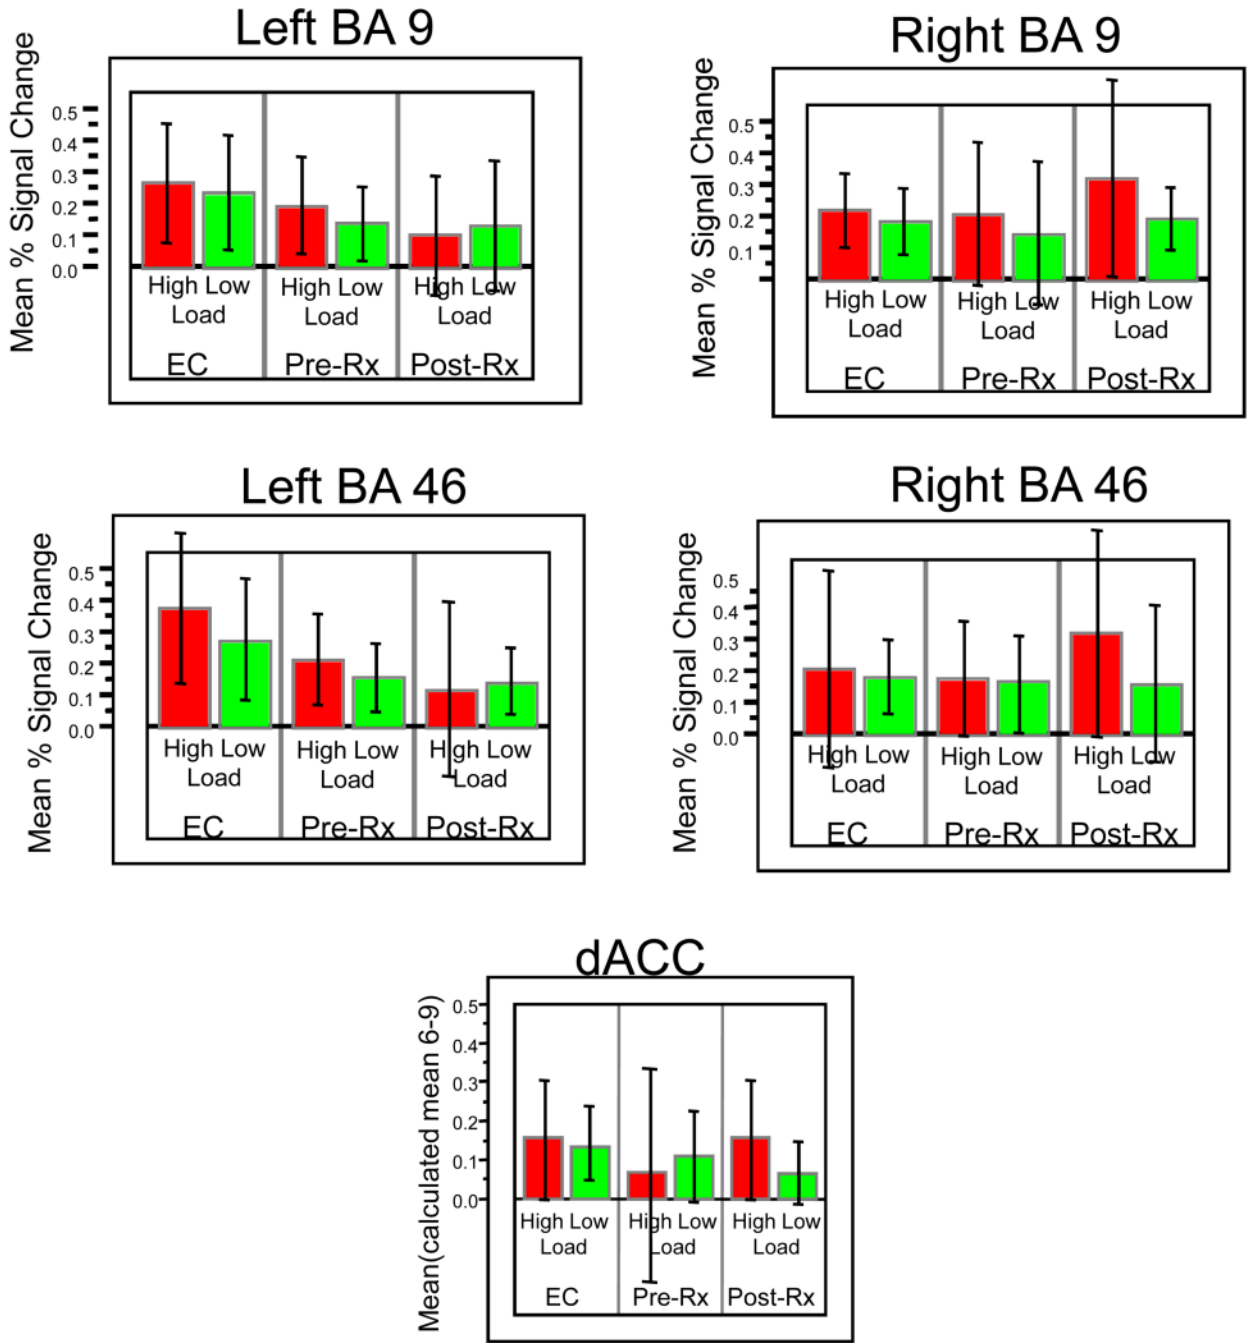 Left BA 9
Mean % Signal Change
0.5
0.4
0.3
0.2
0.1
0.0
High Low High Low High Low
Load Load Load
EC Pre-Rx Post-Rx
Right BA 9
Mean % Signal Change
0.5
0.4
0.3
0.2
0.1
High Low High Low High Low
Load Load Load
EC Pre-Rx Post-Rx
Left BA 46
Mean % Signal Change
0.5
0.4
0.3
0.2
0.1
0.0
High Low High Low High Low
Load Load Load
EC Pre-Rx Post-Rx
Right BA 46
Mean % Signal Change
0.5
0.4
0.3
0.2
0.1
0.0
High Low High Low High Low
Load Load Load
EC Pre-Rx Post-Rx
dACC
Mean(calculated mean 6-9)
0.5
0.4
0.3
0.2
0.1
0.0
High Low High Low High Low
Load Load Load
EC Pre-Rx Post-Rx